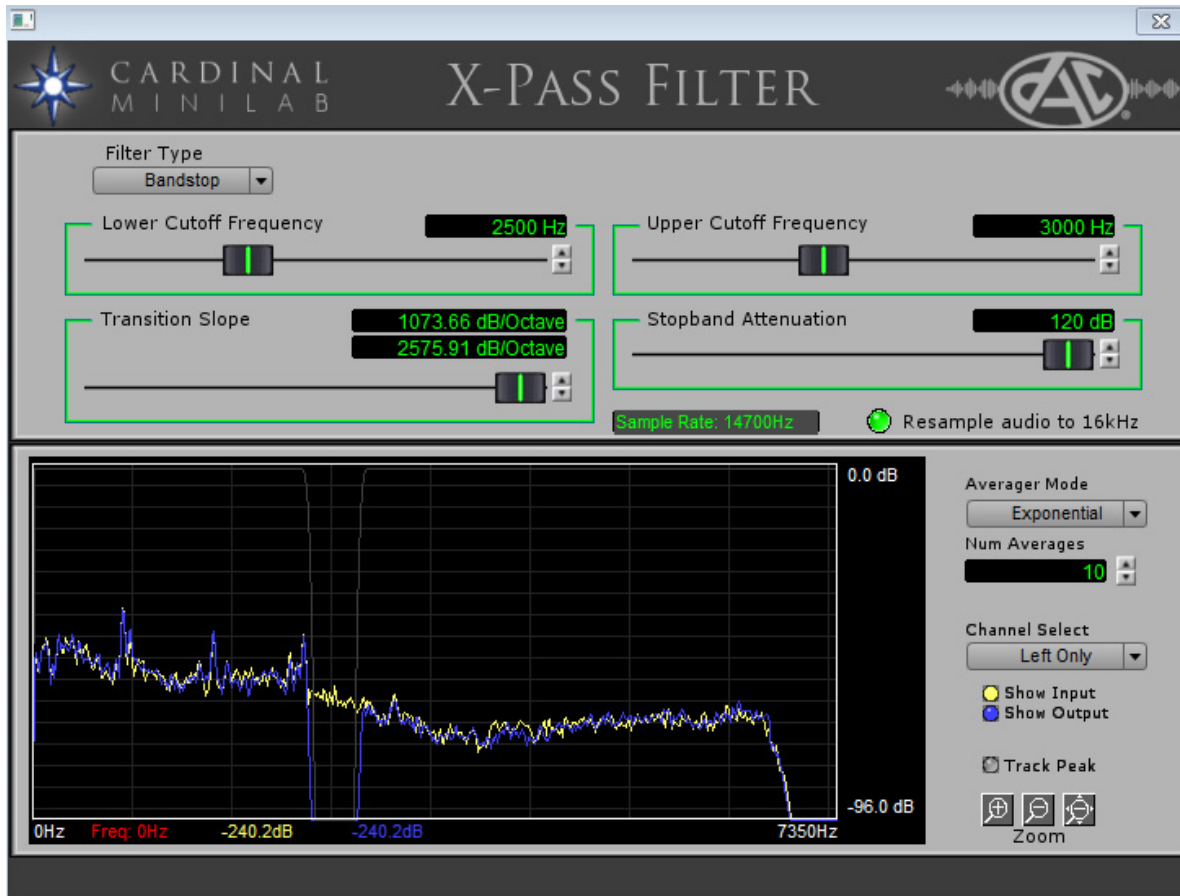 CARDINAL
MINILAB
X-PASS FILTER
DAC
®
Filter Type
Bandstop
Lower Cutoff Frequency
2500 Hz
Upper Cutoff Frequency
3000 Hz
Transition Slope
1073.66 dB/Octave
2575.91 dB/Octave
Stopband Attenuation
120 dB
Sample Rate: 14700Hz
Resample audio to 16kHz
0.0 dB
-96.0 dB
0Hz
Freq: 0Hz
-240.2dB
-240.2dB
7350Hz
Averager Mode
Exponential
Num Averages
10
Channel Select
Left Only
Show Input
Show Output
Track Peak
Zoom